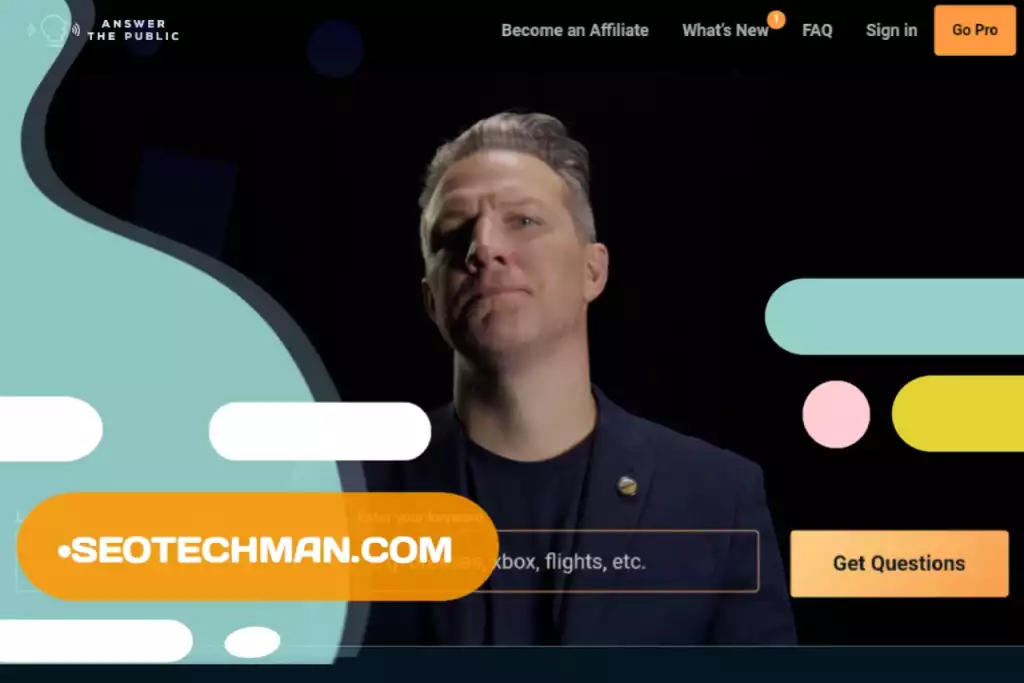 ANSWER
THE PUBLIC
Become an Affiliate
What's New
1
FAQ
Sign in
Go Pro
Enter your keyword
•SEOTECHMAN.COM
xbox, flights, etc.
Get Questions